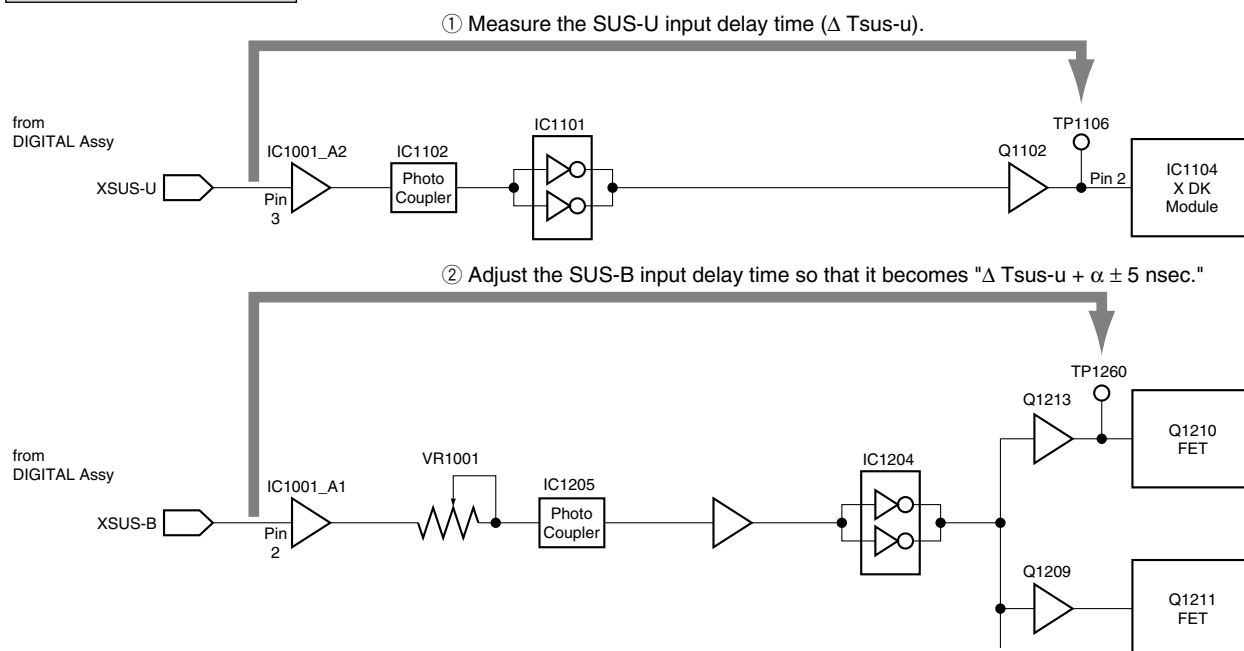 ① Measure the SUS-U input delay time (Δ Tsus-u).
from
DIGITAL Assy
XSUS-U
Pin
3
IC1001_A2
IC1102
Photo
Coupler
IC1101
Q1102
TP1106
Pin 2
IC1104
X DK
Module
② Adjust the SUS-B input delay time so that it becomes "Δ Tsus-u + α ± 5 nsec."
from
DIGITAL Assy
XSUS-B
Pin
2
IC1001_A1
VR1001
IC1205
Photo
Coupler
IC1204
Q1213
TP1260
Q1210
FET
Q1209
Q1211
FET